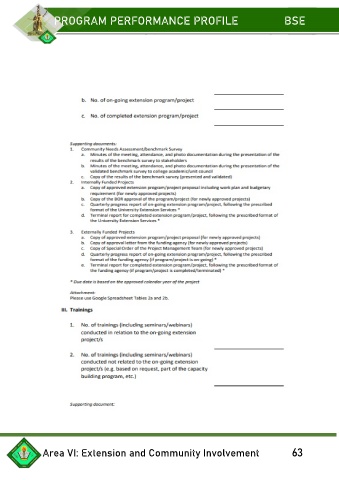 PROGRAM PERFORMANCE PROFILE BSE
b. No. of on-going extension program/project
c. No. of completed extension program/project
Supporting documents:
1. Community Needs Assessment/Benchmark Survey
a. Minutes of the meeting, attendance, and photo documentation during the presentation of the
results of the benchmark survey to stakeholders
b. Minutes of the meeting, attendance, and photo documentation during the presentation of the
validated benchmark survey to college academic/unit council
c. Copy of the results of the benchmark survey (presented and validated)
2. Internally Funded Projects
a. Copy of approved extension program/project proposal including work plan and budgetary
requirement (for newly approved projects)
b. Copy of the BOR approval of the program/project (for newly approved projects)
c. Quarterly progress report of on-going extension program/project, following the prescribed
format of the University Extension Services *
d. Terminal report for completed extension program/project, following the prescribed format of
the University Extension Services *
3. Externally Funded Projects
a. Copy of approved extension program/project proposal (for newly approved projects)
b. Copy of approval letter from the funding agency (for newly approved projects)
c. Copy of Special Order of the Project Management Team (for newly approved projects)
d. Quarterly progress report of on-going extension program/project, following the prescribed
format of the funding agency (if program/project is on-going) *
e. Terminal report for completed extension program/project, following the prescribed format of
the funding agency (if program/project is completed/terminated) *
* Due date is based on the approved calendar year of the project
Attachment:
Please use Google Spreadsheet Tables 2a and 2b.
III. Trainings
1. No. of trainings (including seminars/webinars)
conducted in relation to the on-going extension
project/s
2. No. of trainings (including seminars/webinars)
conducted not related to the on-going extension
project/s (e.g. based on request, part of the capacity
building program, etc.)
Supporting document:
Area VI: Extension and Community Involvement 63